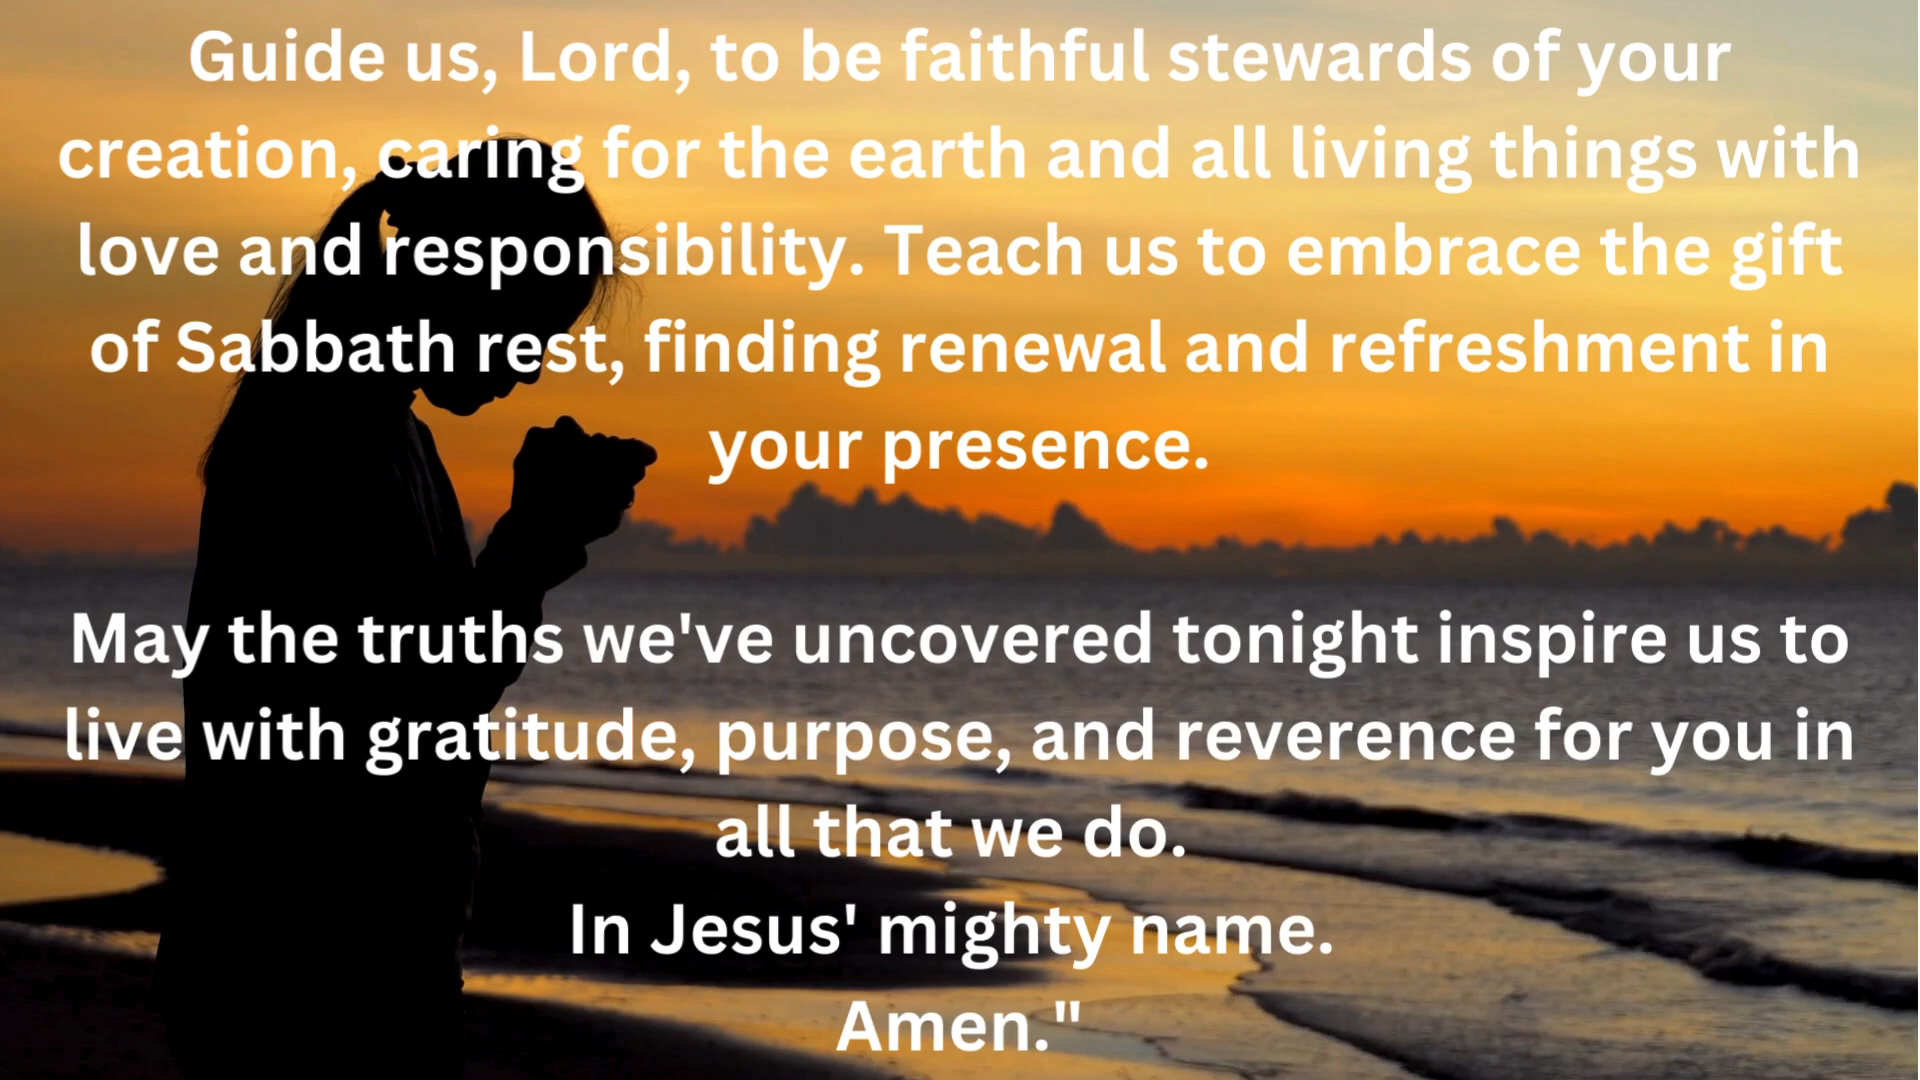 Guide us, Lord, to be faithful stewards of your
creation, caring for the earth and all living things with
love and responsibility. Teach us to embrace the gift
of Sabbath rest, finding renewal and refreshment in
your presence.
May the truths we've uncovered tonight inspire us to
live with gratitude, purpose, and reverence for you in
all that we do.
In Jesus' mighty name.
Amen."